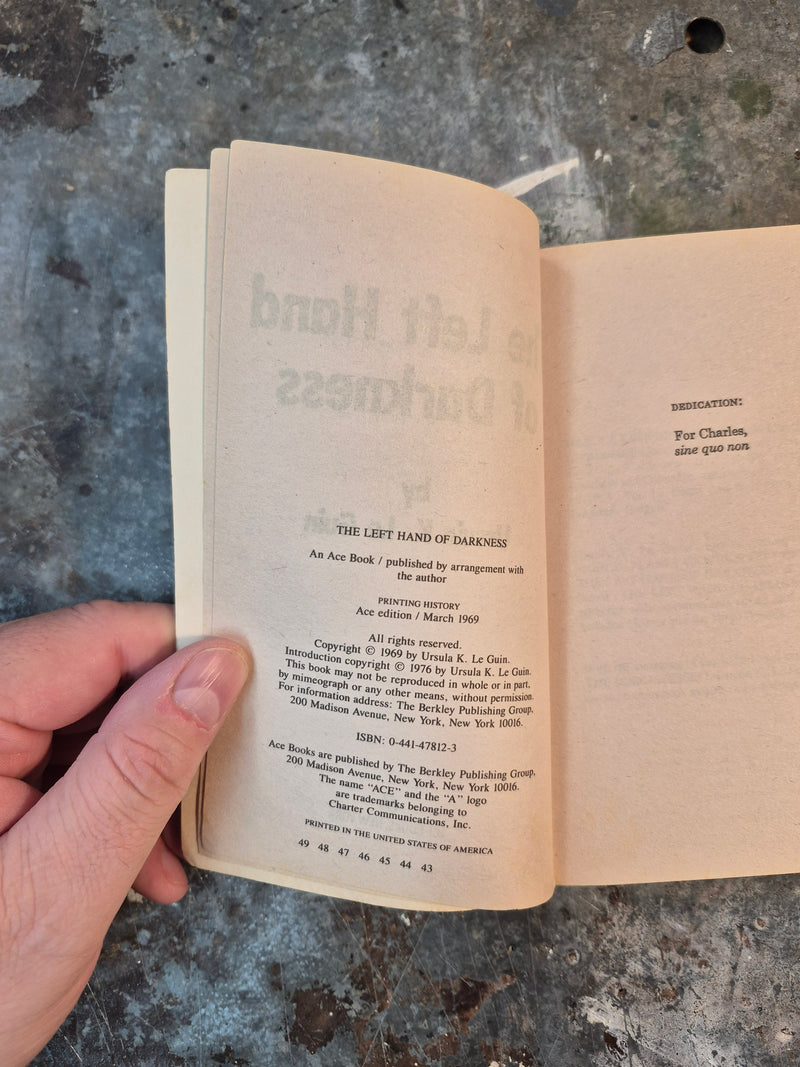 THE LEFT HAND OF DARKNESS
An Ace Book / published by arrangement with
the author
PRINTING HISTORY
Ace edition / March 1969
All rights reserved.
Copyright © 1969 by Ursula K. Le Guin.
Introduction copyright © 1976 by Ursula K. Le Guin.
This book may not be reproduced in whole or in part,
by mimeograph or any other means, without permission.
For information address: The Berkley Publishing Group,
200 Madison Avenue, New York, New York 10016.
ISBN: 0-441-47812-3
Ace Books are published by The Berkley Publishing Group,
200 Madison Avenue, New York, New York 10016.
The name "ACE" and the "A" logo
are trademarks belonging to
Charter Communications, Inc.
PRINTED IN THE UNITED STATES OF AMERICA
49 48 47 46 45 44 43
DEDICATION:
For Charles,
sine quo non